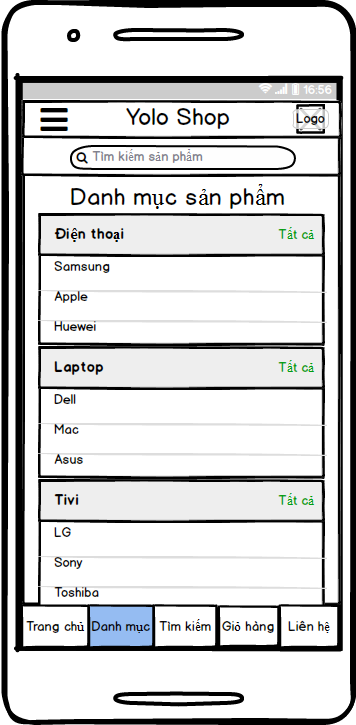 16:56
Yolo Shop
Logo
Tìm kiếm sản phẩm
Danh mục sản phẩm
Điện thoại Tất cả
Samsung
Apple
Huewei
Laptop Tất cả
Dell
Mac
Asus
Tivi Tất cả
LG
Sony
Toshiba
Trang chủ Danh mục Tìm kiếm Giỏ hàng Liên hệ